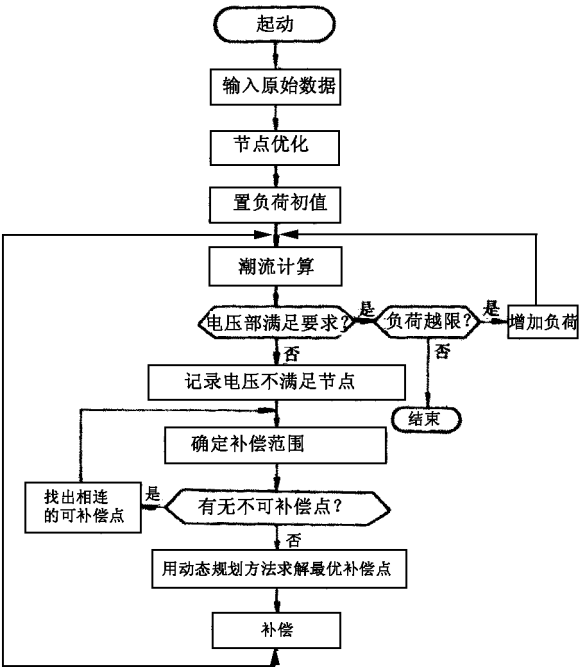 起动
输入原始数据
节点优化
置负荷初值
潮流计算
电压部满足要求?
是
负荷越限?
是
增加负荷
否
否
记录电压不满足节点
结束
确定补偿范围
找出相连
的可补偿点
是
有无不可补偿点?
否
用动态规划方法求解最优补偿点
补偿